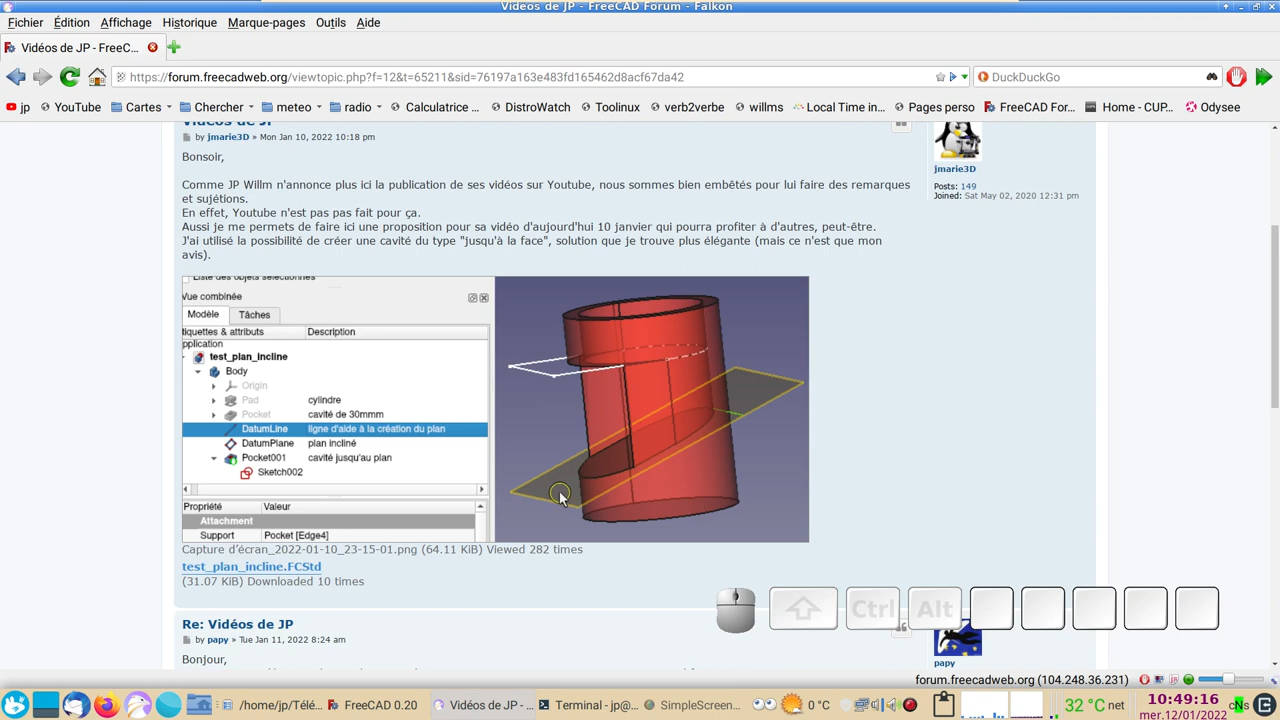 Vidéos de JP - FreeCAD Forum - Falkon
Fichier Édition Affichage Historique Marque-pages Outils Aide
Vidéos de JP - FreeC...
https://forum.freecadweb.org/viewtopic.php?f=12&t=65211&sid=76197a163e483fd165462d8acf67da42
DuckDuckGo
jp YouTube Cartes Chercher meteo radio Calculatrice ... DistroWatch Toolinux verb2verbe willms Local Time in... Pages perso FreeCAD For... Home - CUP... Odysee
Vidéos de JP
by jmarie3D » Mon Jan 10, 2022 10:18 pm
Bonsoir,
Comme JP Willm n'annonce plus ici la publication de ses vidéos sur Youtube, nous sommes bien embêtés pour lui faire des remarques
et sujétions.
En effet, Youtube n'est pas pas fait pour ça.
Aussi je me permets de faire ici une proposition pour sa vidéo d'aujourd'hui 10 janvier qui pourra profiter à d'autres, peut-être.
J'ai utilisé la possibilité de créer une cavité du type "jusqu'à la face", solution que je trouve plus élégante (mais ce n'est que mon
avis).
jmarie3D
Posts: 149
Joined: Sat May 02, 2020 12:31 pm
Liste des objets sélectionnés
Vue combinée
Modèle Tâches
tiquettes & attributs Description
pplication
test_plan_incline
Body
Origin
Pad cylindre
Pocket cavité de 30mmm
DatumLine ligne d'aide à la création du plan
DatumPlane plan incliné
Pocket001 cavité jusqu'au plan
Sketch002
Propriété Valeur
Attachment
Support Pocket [Edge4]
Capture d'écran_2022-01-10_23-15-01.png (64.11 KiB) Viewed 282 times
test_plan_incline.FCStd
(31.07 KiB) Downloaded 10 times
Ctrl Alt
Re: Vidéos de JP
by papy » Tue Jan 11, 2022 8:24 am
Bonjour,
papy
forum.freecadweb.org (104.248.36.231)
/home/jp/Télé... FreeCAD 0.20 Vidéos de JP - ... Terminal - jp@... SimpleScreen... 0 °C 32 °C net 10:49:16
mer.12/01/2022